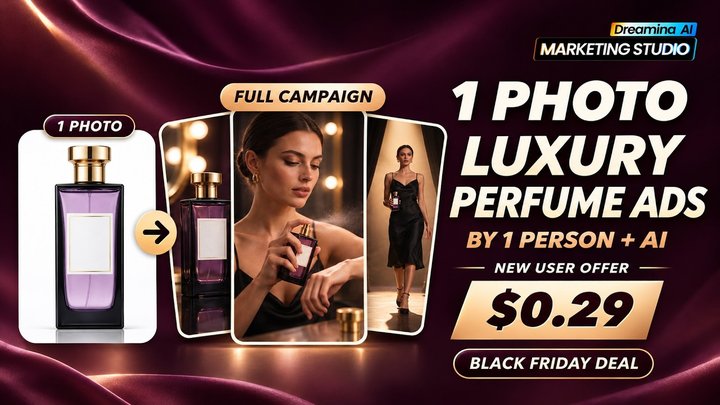 Dreamina AI
MARKETING STUDIO
1 PHOTO
FULL CAMPAIGN
1 PHOTO
LUXURY
PERFUME ADS
BY 1 PERSON + AI
NEW USER OFFER
$0.29
BLACK FRIDAY DEAL